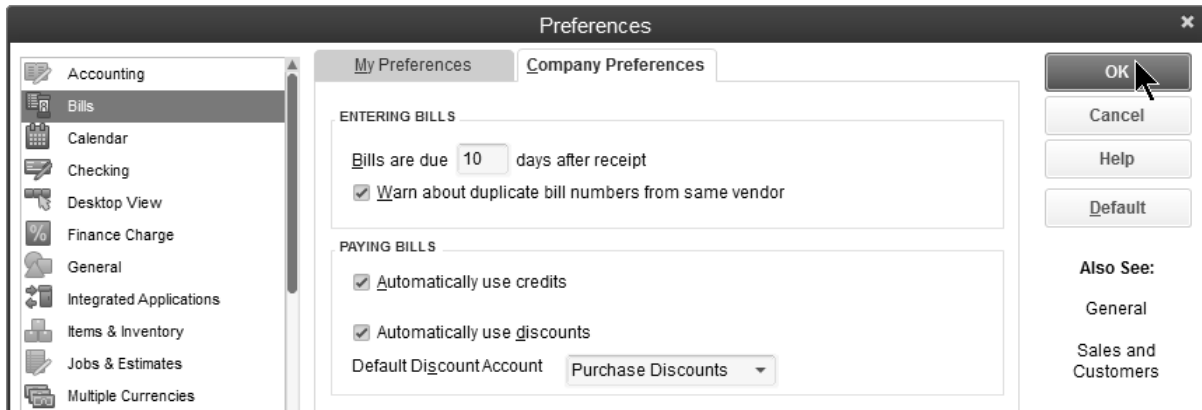 Preferences
Accounting
Bills
Calendar
Checking
Desktop View
Finance Charge
General
Integrated Applications
Items & Inventory
Jobs & Estimates
Multiple Currencies
My Preferences
Company Preferences
ENTERING BILLS
Bills are due 10 days after receipt
Warn about duplicate bill numbers from same vendor
PAYING BILLS
Automatically use credits
Automatically use discounts
Default Discount Account Purchase Discounts
OK
Cancel
Help
Default
Also See:
General
Sales and
Customers